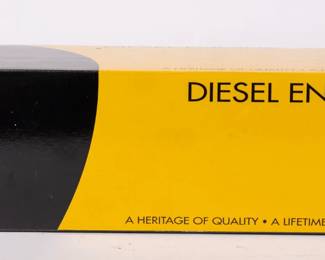 DIESEL EN
A HERITAGE OF QUALITY • A LIFETIME